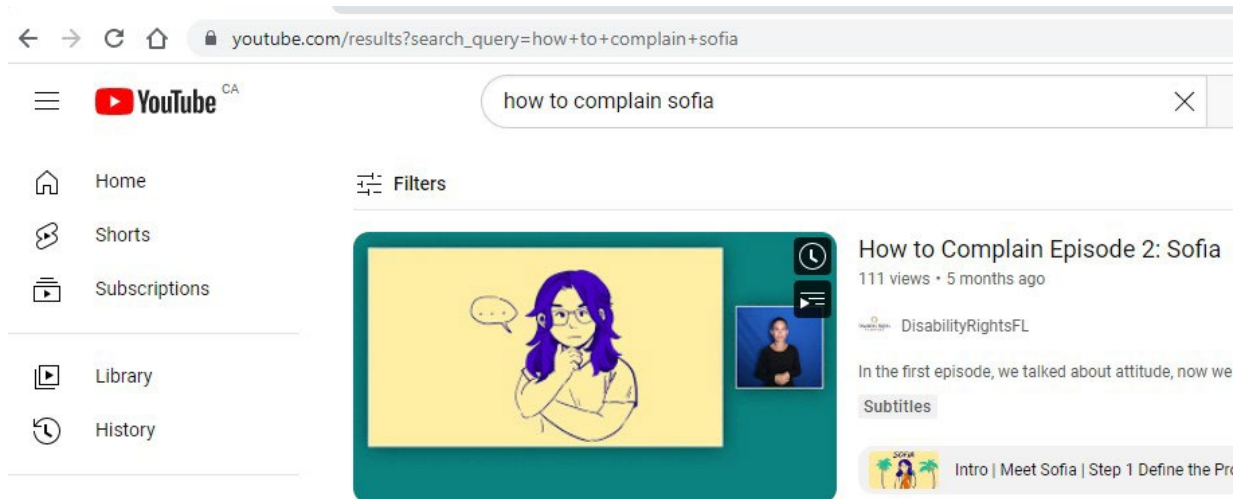 youtube.com/results?search_query=how+to+complain+sofia
YouTube CA
how to complain sofia
Home
Shorts
Subscriptions
Library
History
Filters
...
How to Complain Episode 2: Sofia
111 views • 5 months ago
DisabilityRightsFL
In the first episode, we talked about attitude, now we
Subtitles
SOFIA
Intro | Meet Sofia | Step 1 Define the Pro